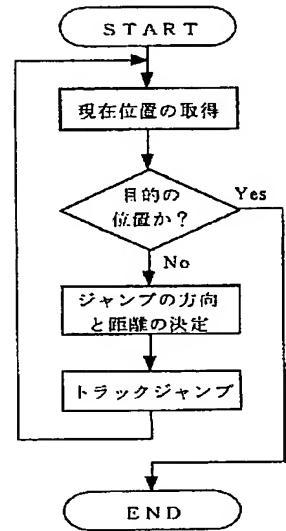 START
現在位置の取得
目的の
位置か?
Yes
No
ジャンプの方向
と距離の決定
トラックジャンプ
END